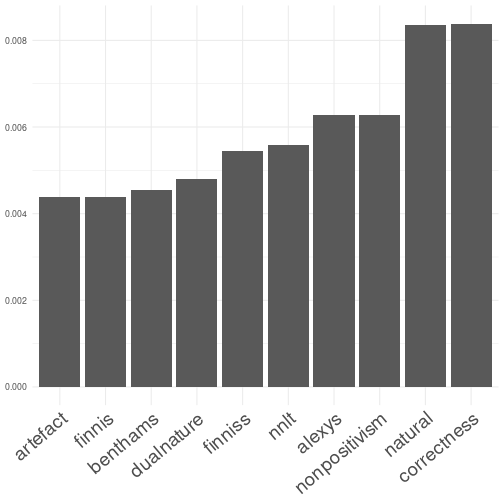 0.008
0.006
0.004
0.002
0.000
artefact
finnis
benthams
dualnature
finniss
nnlt
alexys
nonpositivism
natural
correctness